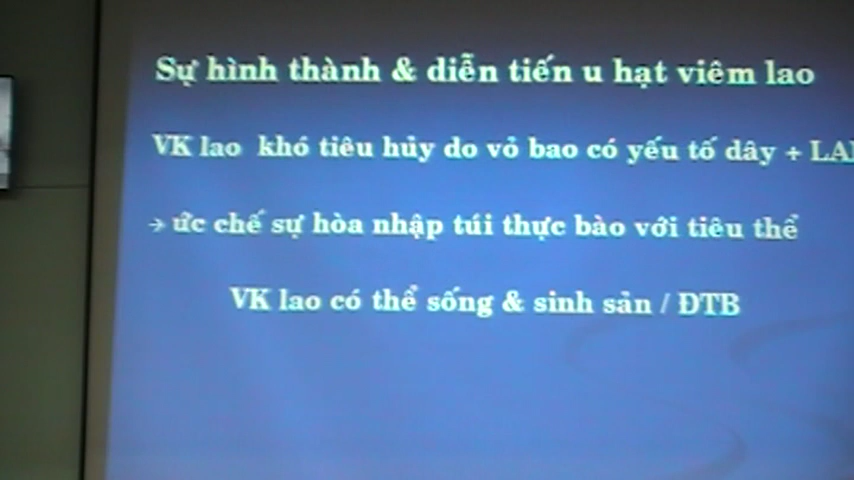 Sự hình thành & diễn tiến u hạt viêm lao
VK lao khó tiêu hủy do vỏ bao có yếu tố dây +
→ ức chế sự hòa nhập túi thực bào với tiêu thể
VK lao có thể sống & sinh sản / ĐTB